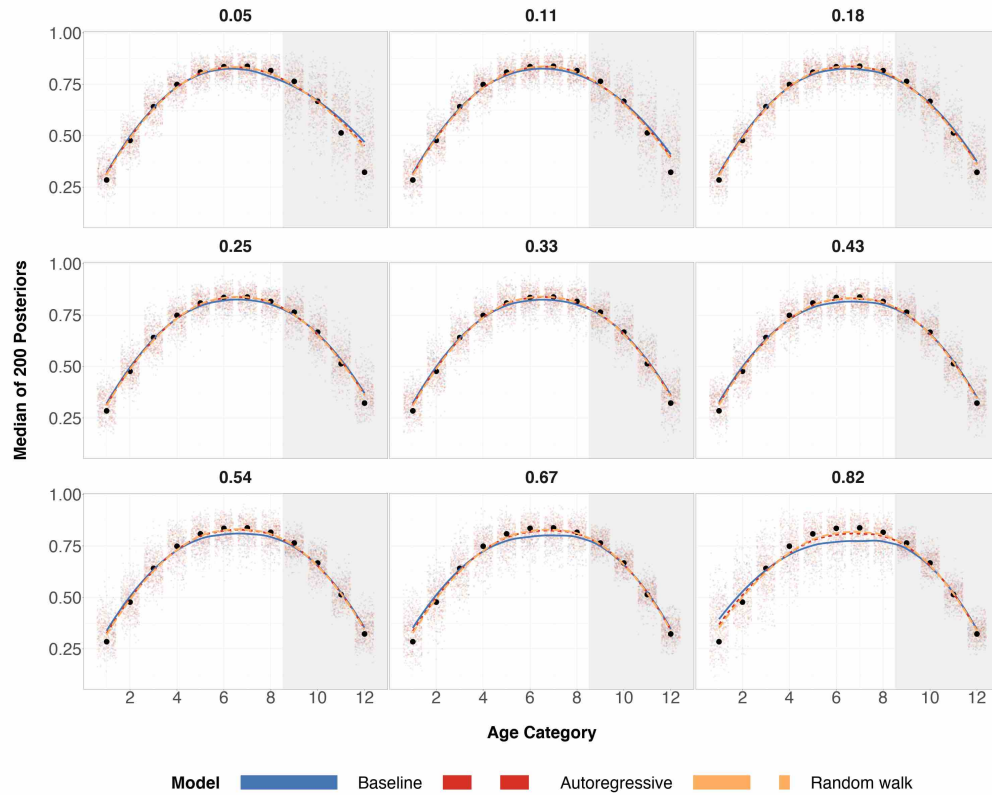 0.05 0.11 0.18
1.00
0.75
0.50
0.25
0.25 0.33 0.43
1.00
0.75
0.50
0.25
0.54 0.67 0.82
1.00
0.75
0.50
0.25
2 4 6 8 10 12 2 4 6 8 10 12 2 4 6 8 10 12
Median of 200 Posteriors
Age Category
Model Baseline Autoregressive Random walk